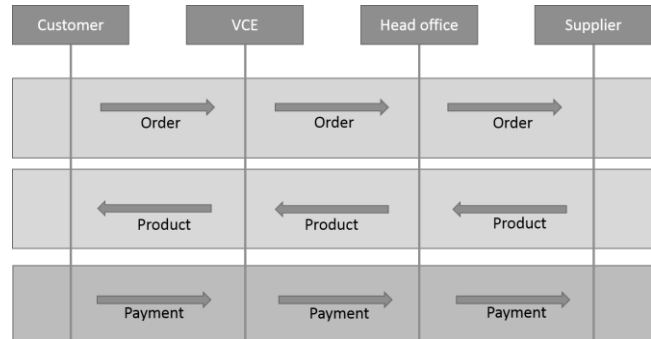 Customer VCE Head office Supplier
Order Order Order
Product Product Product
Payment Payment Payment